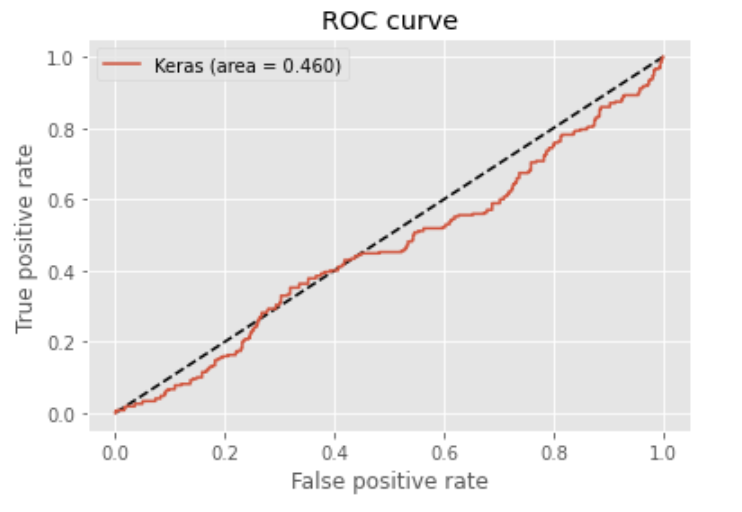 ROC curve
Keras (area = 0.460)
True positive rate
1.0
0.8
0.6
0.4
0.2
0.0
0.0 0.2 0.4 0.6 0.8 1.0
False positive rate